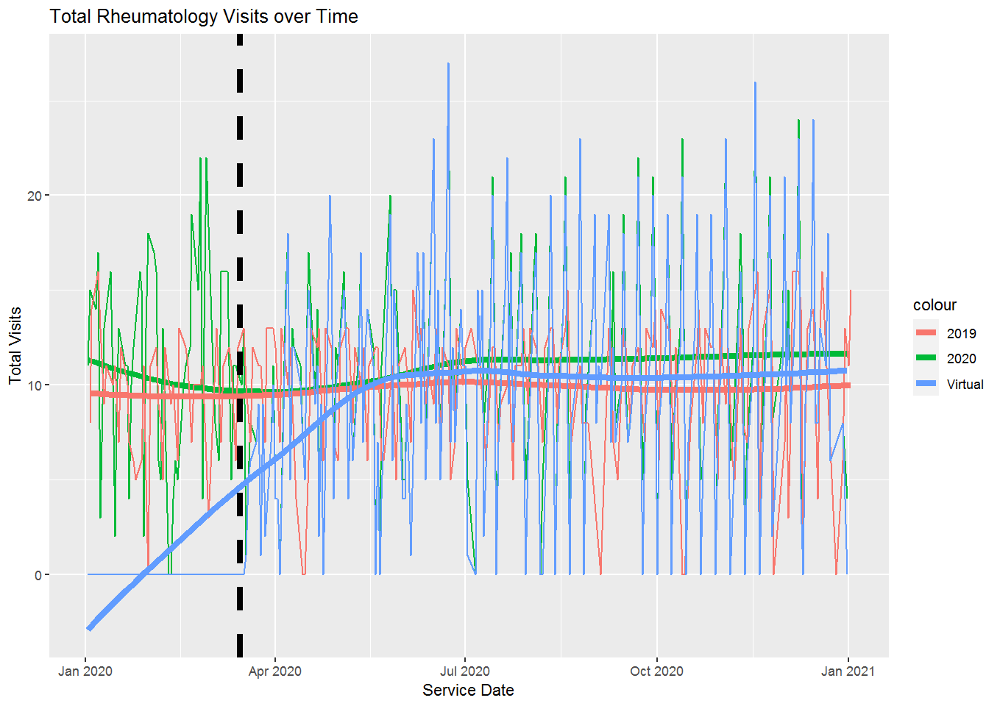 Total Rheumatology Visits over Time
Total Visits
20
10
0
Jan 2020
Apr 2020
Jul 2020
Oct 2020
Jan 2021
Service Date
colour
2019
2020
Virtual